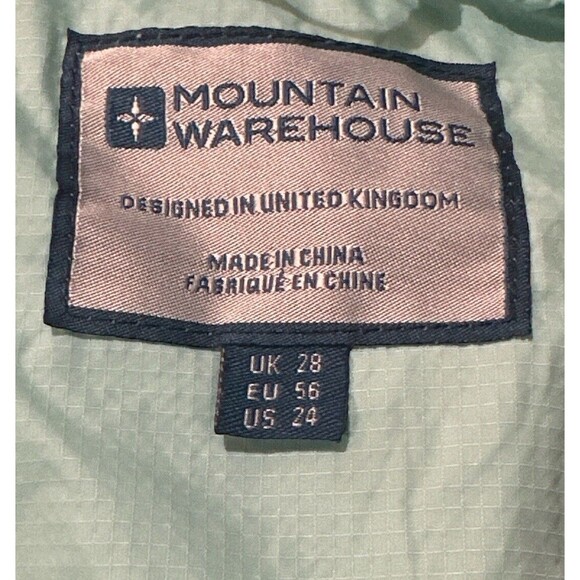 MOUNTAIN
WAREHOUSE
DESIGNED IN UNITED KINGDOM
MADE IN CHINA
FABRIQUÉ EN CHINE
UK 28
EU 56
US 24